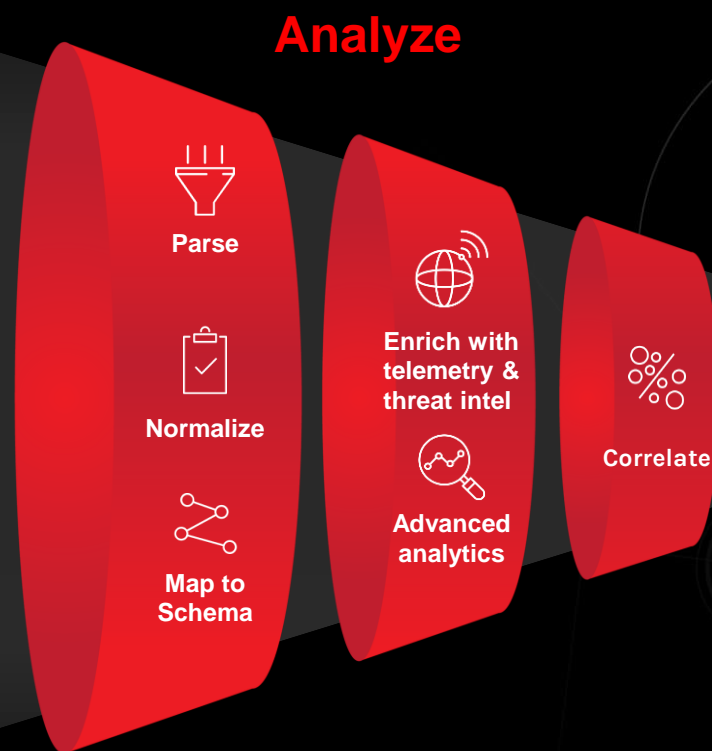 Analyze
Parse
Normalize
Map to
Schema
Enrich with
telemetry &
threat intel
Advanced
analytics
Correlate